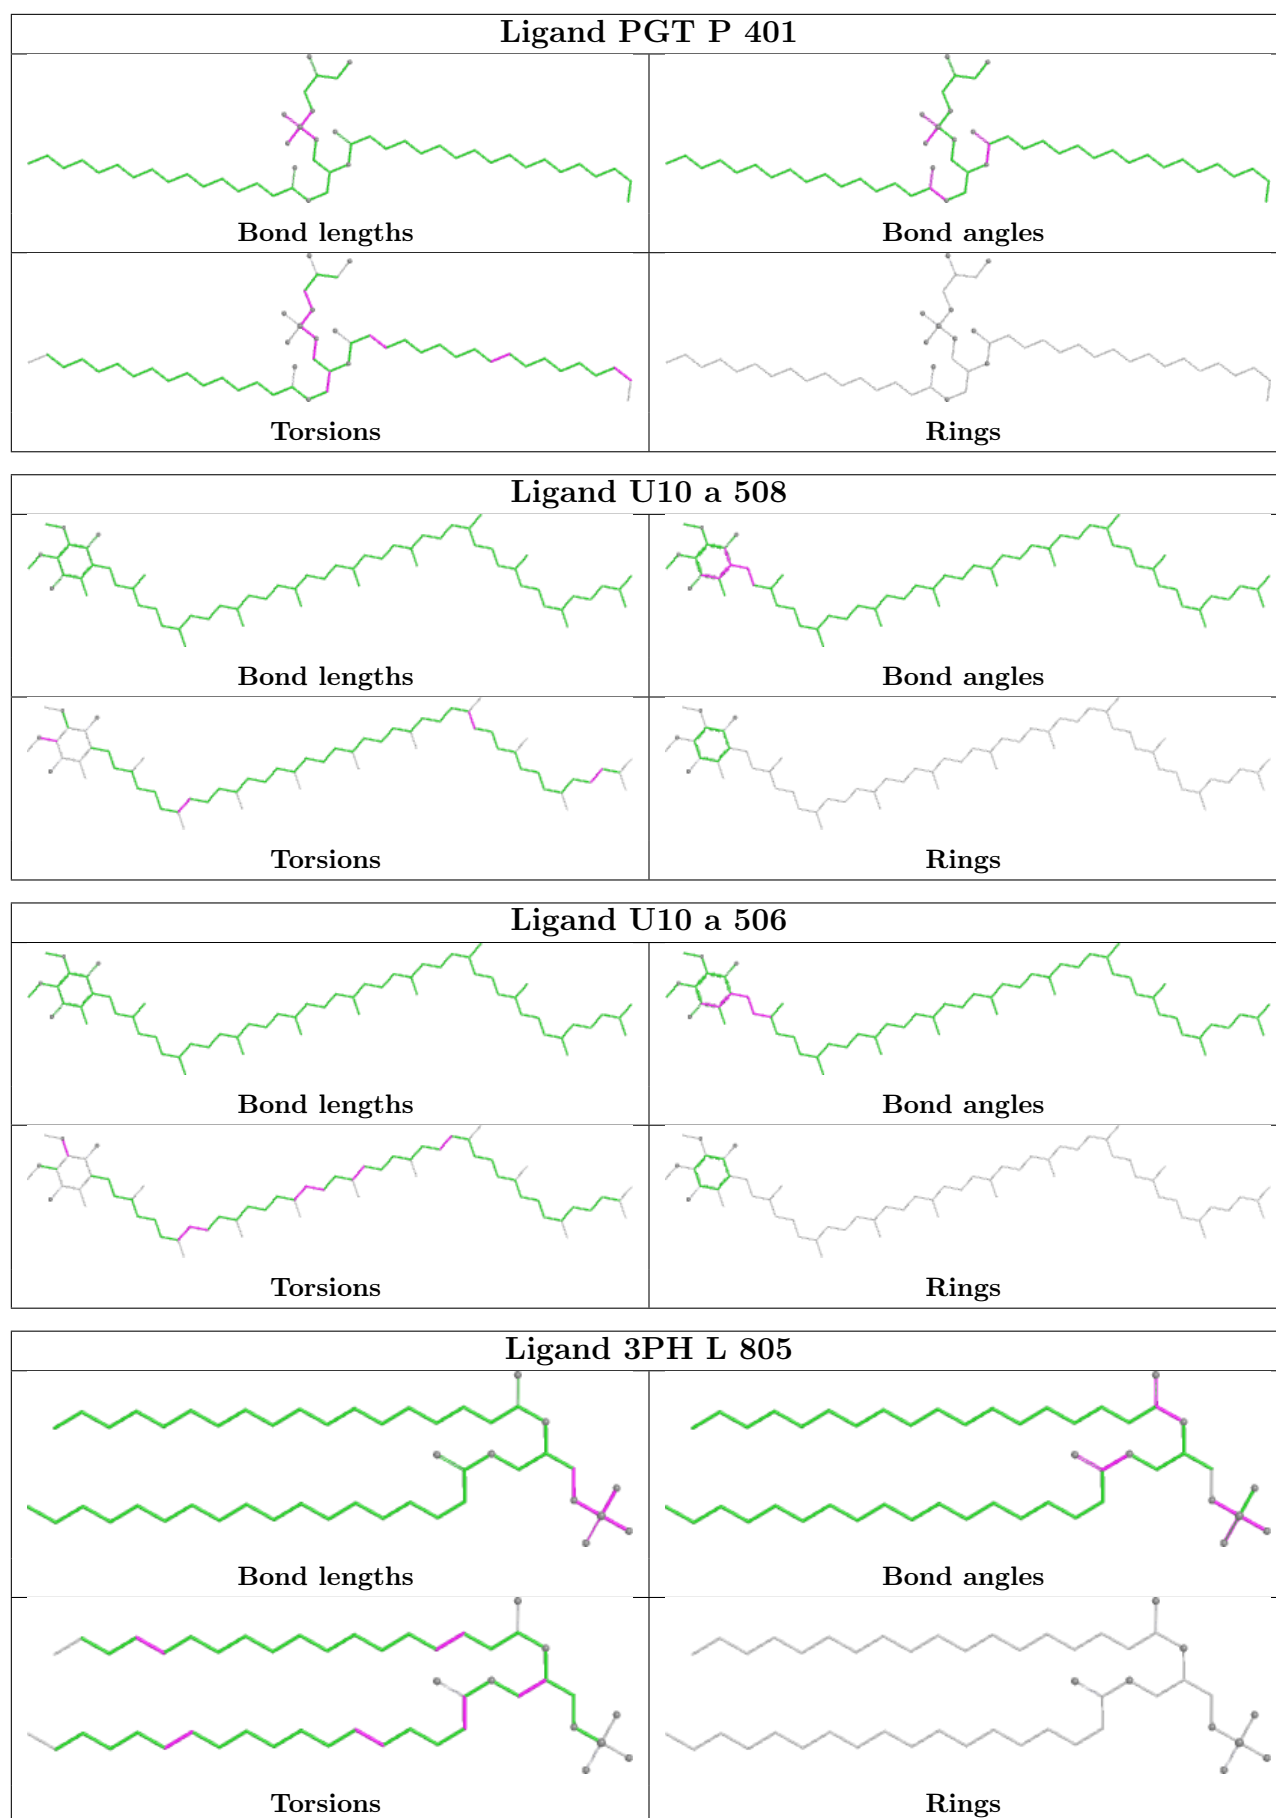 Ligand PGT P 401
Bond lengths
Bond angles
Torsions
Rings
Ligand U10 a 508
Bond lengths
Bond angles
Torsions
Rings
Ligand U10 a 506
Bond lengths
Bond angles
Torsions
Rings
Ligand 3PH L 805
Bond lengths
Bond angles
Torsions
Rings